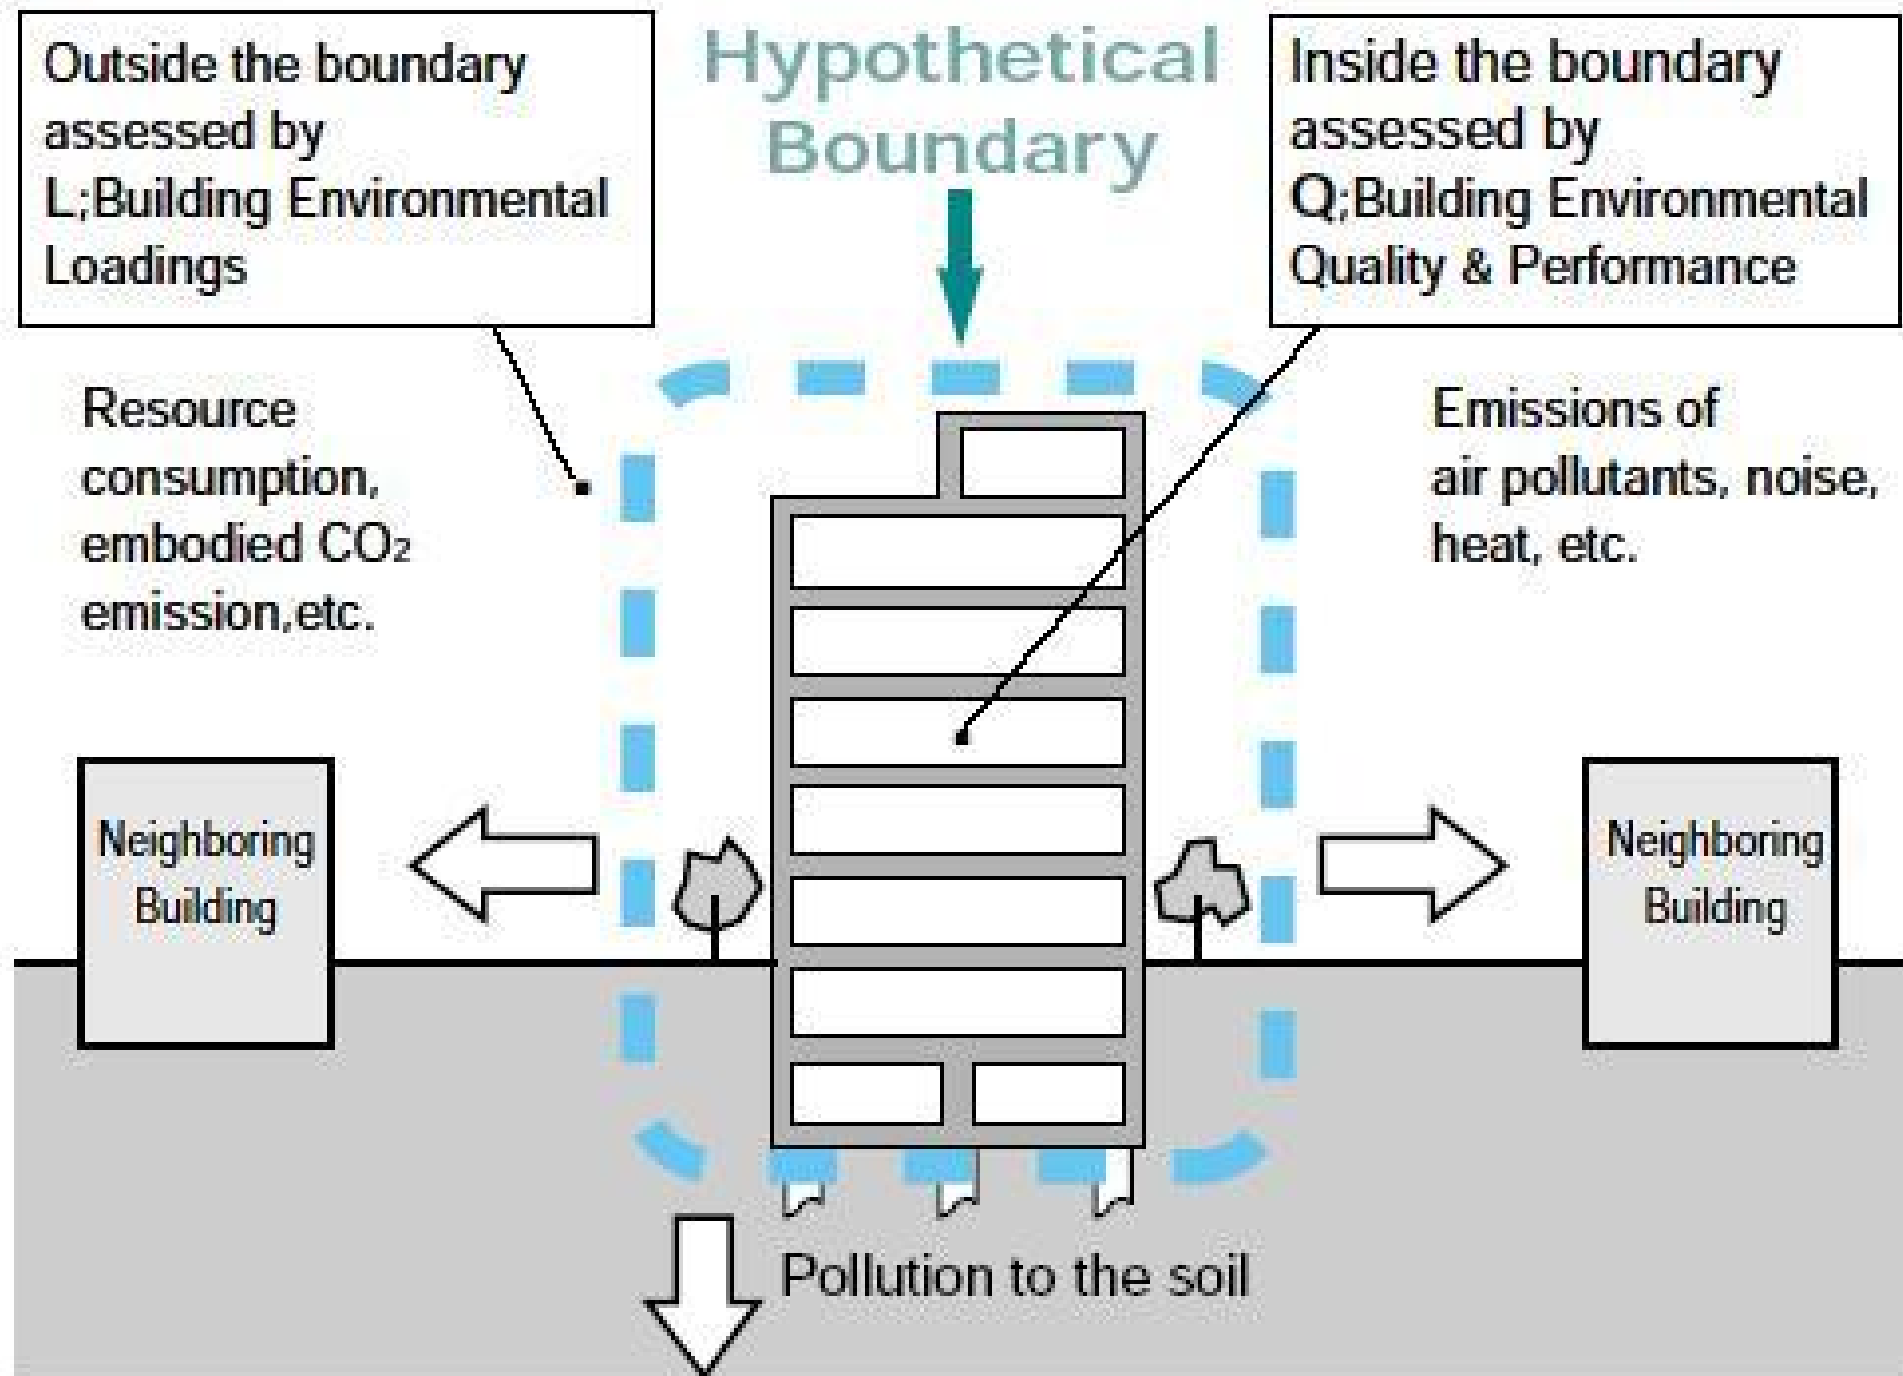 Outside the boundary
assessed by
L;Building Environmental
Loadings
Hypothetical
Boundary
Inside the boundary
assessed by
Q;Building Environmental
Quality & Performance
Resource
consumption,
embodied CO₂
emission,etc.
Emissions of
air pollutants, noise,
heat, etc.
Neighboring
Building
Neighboring
Building
Pollution to the soil